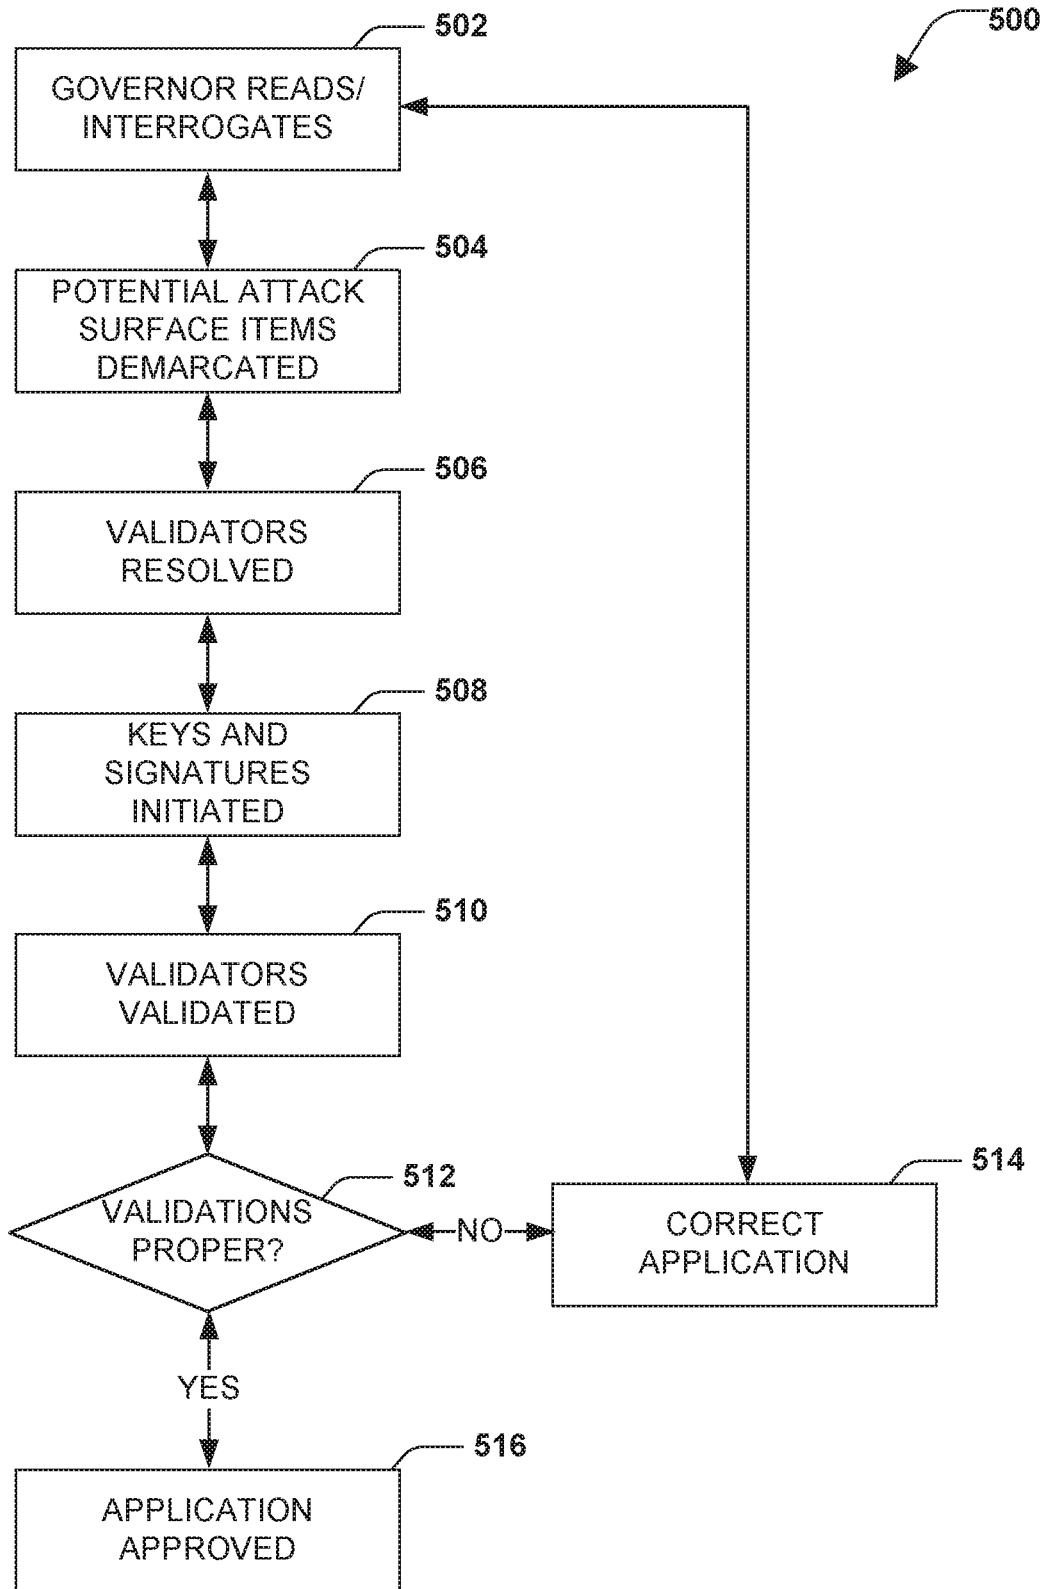 500
502
GOVERNOR READS/
INTERROGATES
504
POTENTIAL ATTACK
SURFACE ITEMS
DEMARCATED
506
VALIDATORS
RESOLVED
508
KEYS AND
SIGNATURES
INITIATED
510
VALIDATORS
VALIDATED
512
VALIDATIONS
PROPER?
NO
514
CORRECT
APPLICATION
YES
516
APPLICATION
APPROVED